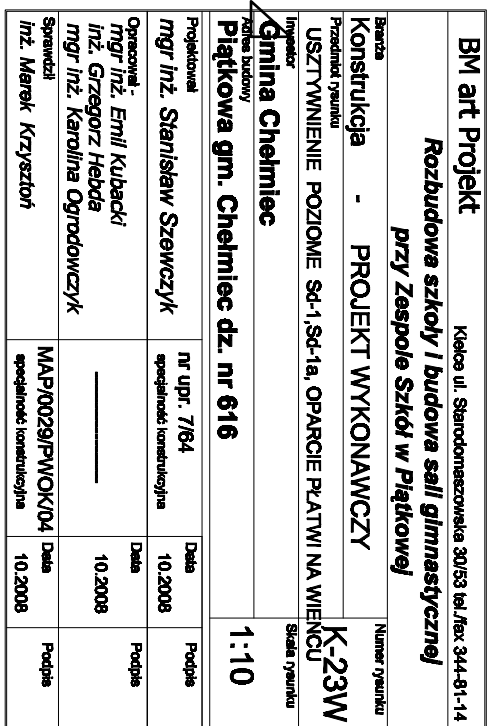 BM art Projekt Kielce ul. Starodomaszowska 30/53 tel./fax 344-81-14
Rozbudowa szkoły i budowa sali gimnastycznej
przy Zespole Szkół w Piątkowej
Branża
Konstrukcja - PROJEKT WYKONAWCZY
Numer rysunku
K-23W
Przedmiot rysunku
USZTYWNIENIE POZIOME Sd-1,Sd-1a, OPARCIE PŁATWI NA WIEŃCU
Inwestor
Gmina Chełmiec
Skala rysunku
1:10
Adres budowy
Piątkowa gm. Chełmiec dz. nr 616
Projektował
mgr inż. Stanisław Szewczyk
nr upr. 7/64
specjalność konstrukcyjna
Data
10.2008
Podpis
Opracował -
mgr inż. Emil Kubacki
inż. Grzegorz Hebda
mgr inż. Karolina Ogrodowczyk
Data
10.2008
Podpis
Sprawdził
inż. Marek Krzysztoń
MAP/0029/PWOK/04
specjalność konstrukcyjna
Data
10.2008
Podpis